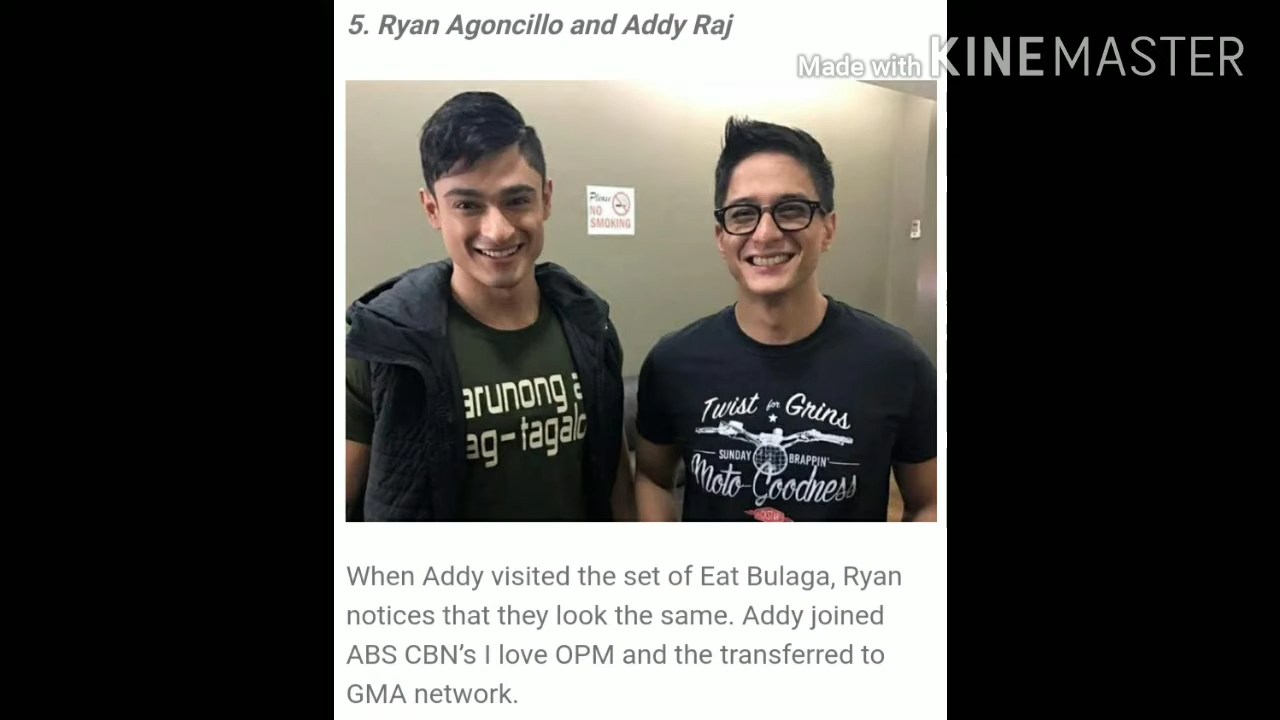 5. Ryan Agoncillo and Addy Raj
Made with KINEMASTER
Please
NO
SMOKING
arunong a
ag-tagalo
Twist for Grins
SUNDAY BRAPPIN'
Moto-Goodness
When Addy visited the set of Eat Bulaga, Ryan
notices that they look the same. Addy joined
ABS CBN's I love OPM and the transferred to
GMA network.